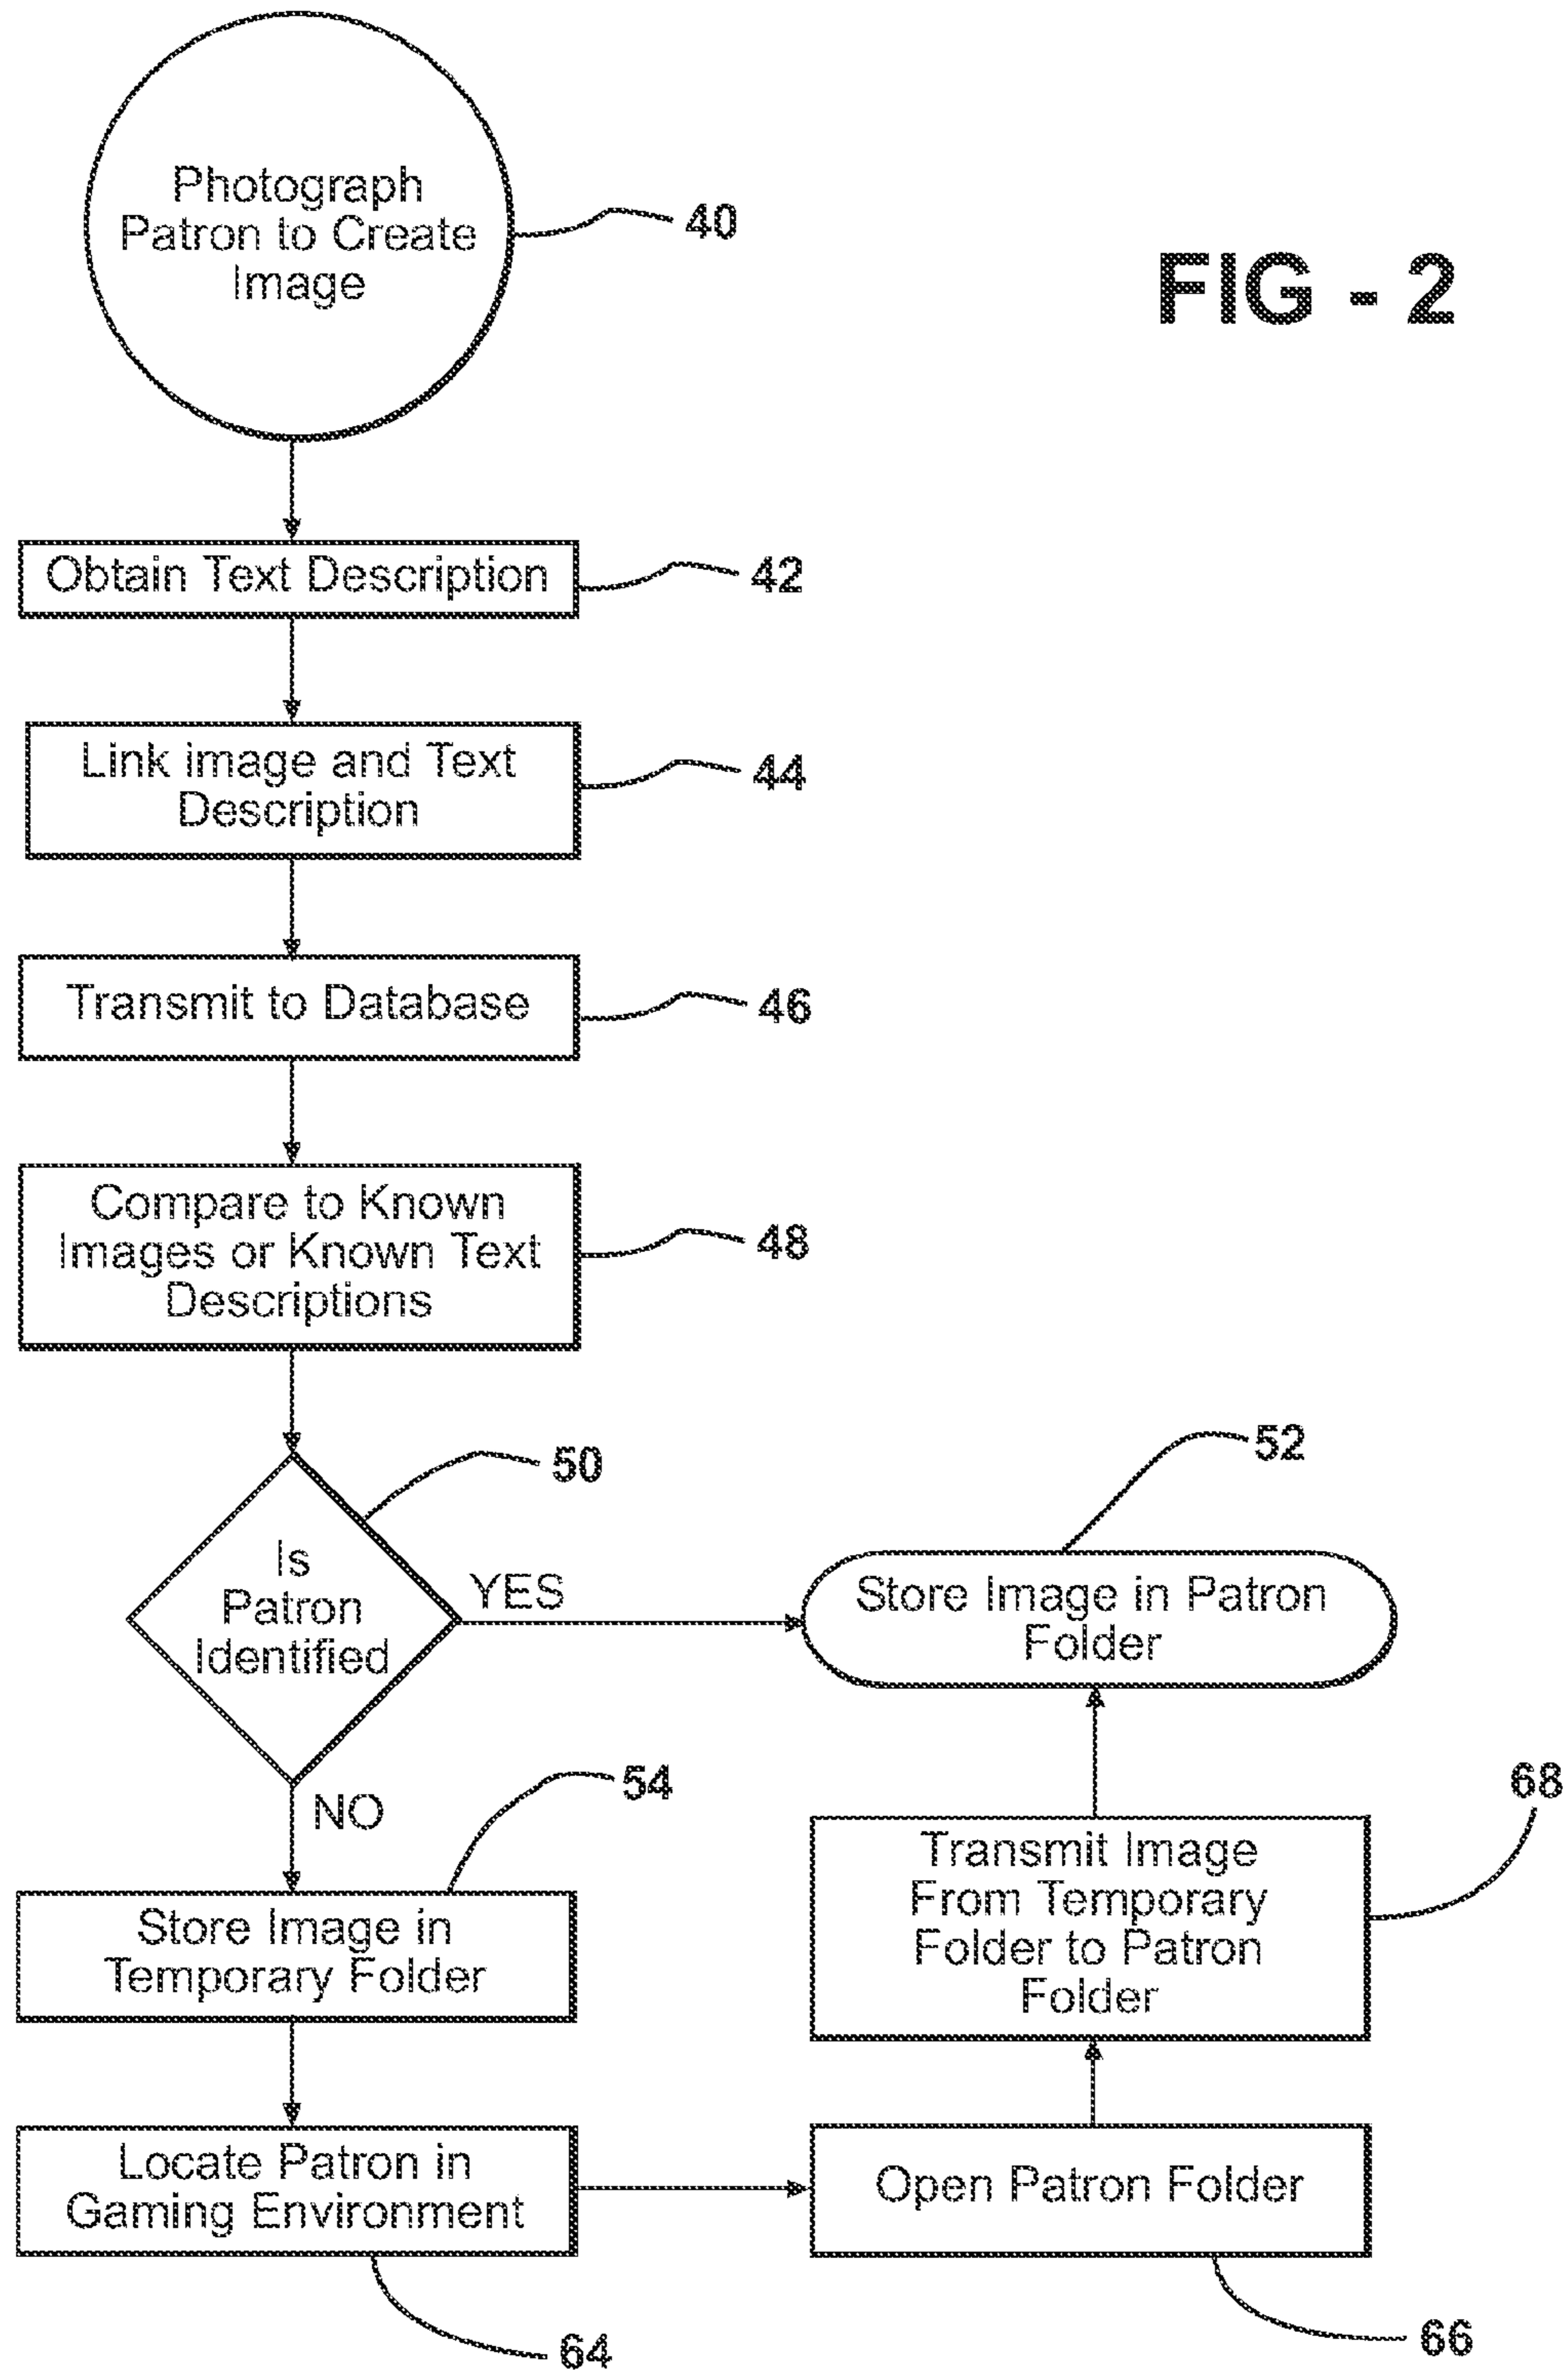 Photograph
Patron to Create
Image
40
FIG - 2
Obtain Text Description
42
Link image and Text
Description
44
Transmit to Database
46
Compare to Known
Images or Known Text
Descriptions
48
50
Is
Patron
Identified
YES
52
Store Image in Patron
Folder
NO
54
Store Image in
Temporary Folder
68
Transmit Image
From Temporary
Folder to Patron
Folder
Locate Patron in
Gaming Environment
64
Open Patron Folder
66